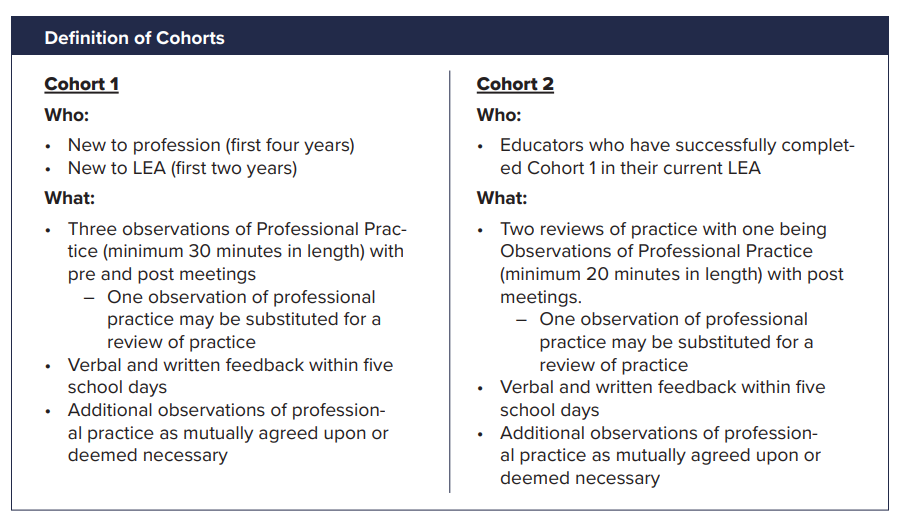 Definition of Cohorts
Cohort 1
Who:
• New to profession (first four years)
• New to LEA (first two years)
What:
• Three observations of Professional Prac-
tice (minimum 30 minutes in length) with
pre and post meetings
– One observation of professional
practice may be substituted for a
review of practice
• Verbal and written feedback within five
school days
• Additional observations of profession-
al practice as mutually agreed upon or
deemed necessary
Cohort 2
Who:
• Educators who have successfully complet-
ed Cohort 1 in their current LEA
What:
• Two reviews of practice with one being
Observations of Professional Practice
(minimum 20 minutes in length) with post
meetings.
– One observation of professional
practice may be substituted for a
review of practice
• Verbal and written feedback within five
school days
• Additional observations of profession-
al practice as mutually agreed upon or
deemed necessary